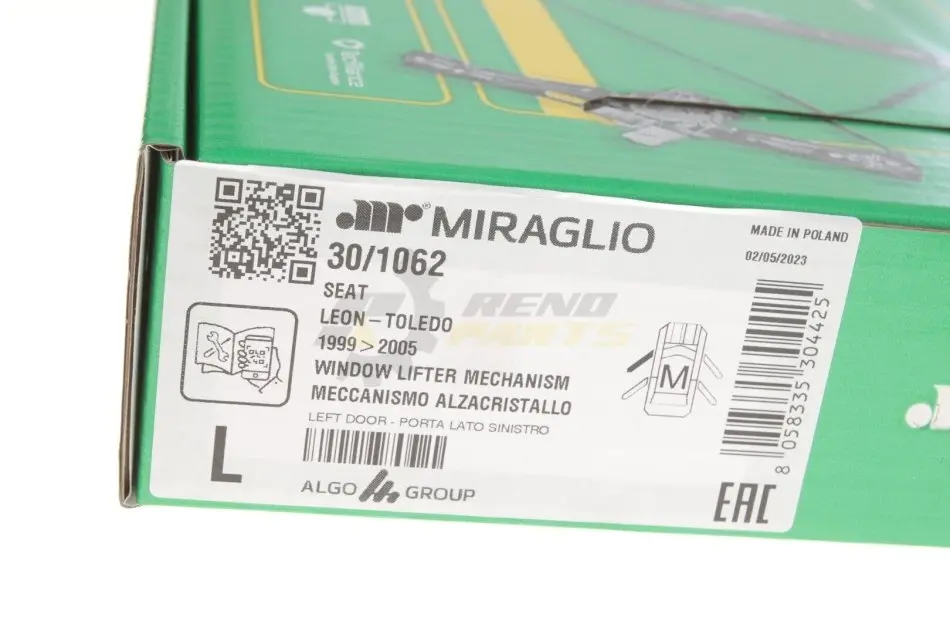 TecAlliance
MIRAGLIO
30/1062
SEAT
LEON – TOLEDO
1999 > 2005
WINDOW LIFTER MECHANISM
MECCANISMO ALZACRISTALLO
LEFT DOOR - PORTA LATO SINISTRO
L
ALGO GROUP
MADE IN POLAND
02/05/2023
M
8 058335 304425
EAC
RENO
PARTS